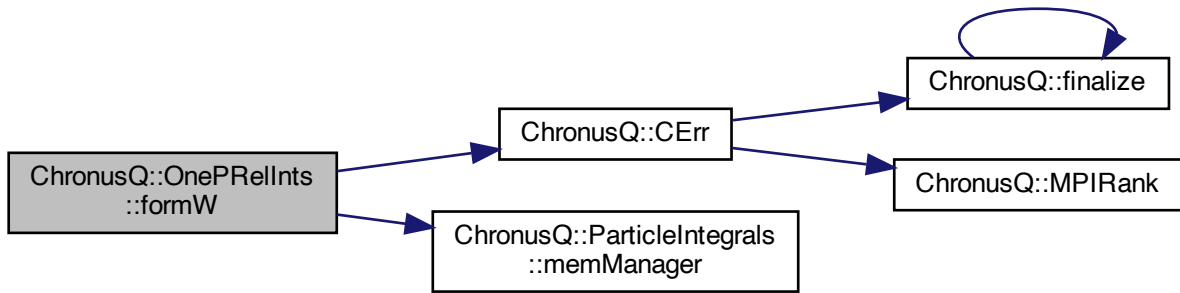 ChronusQ::OnePRelInts
::formW
ChronusQ::CErr
ChronusQ::finalize
ChronusQ::MPIRank
ChronusQ::ParticleIntegrals
::memManager